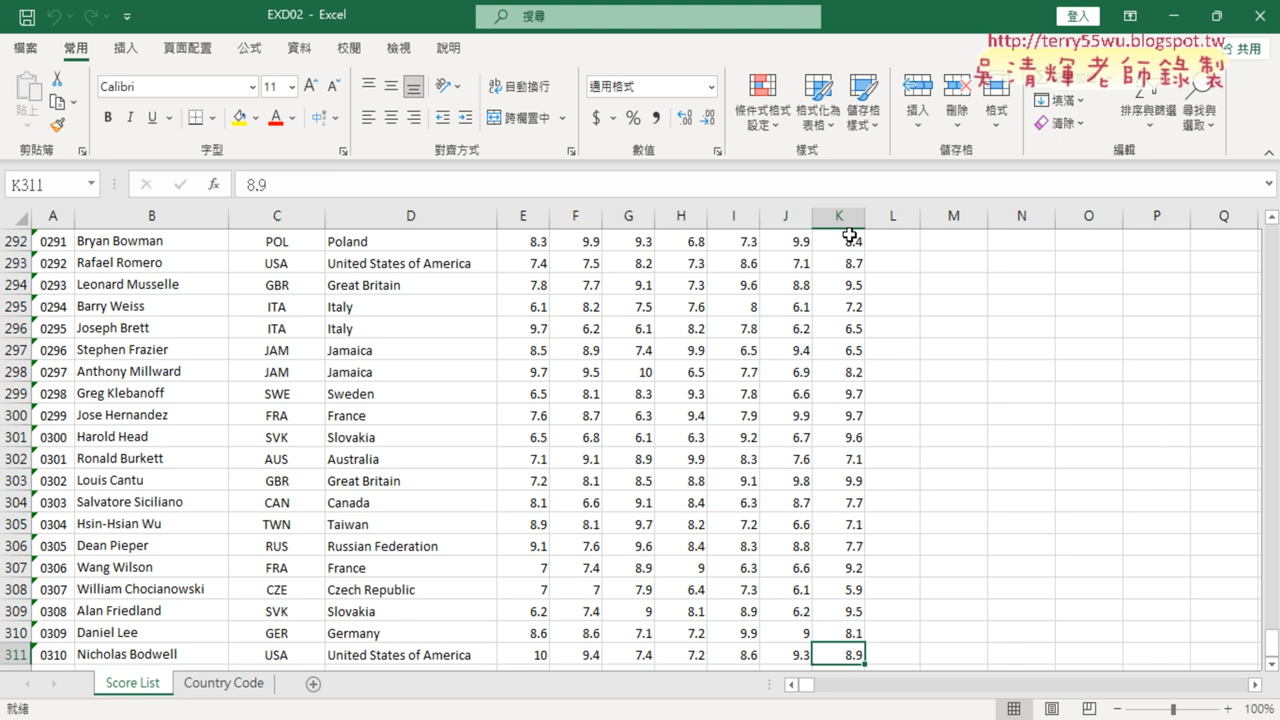 EXD02 - Excel
搜尋
登入
http://terry55wu.blogspot.tw
吳清輝老師錄製
檔案 常用 插入 頁面配置 公式 資料 校閱 檢視 說明 共用
貼上 Calibri 11 自動換行 通用格式 條件式格式設定 格式化為表格 儲存格樣式 插入 刪除 格式 填滿 排序與篩選 尋找與選取
B I U 中 跨欄置中 $ % 清除
剪貼簿 字型 對齊方式 數值 樣式 儲存格 編輯
K311 fx 8.9
A B C D E F G H I J K L M N O P Q
292 0291 Bryan Bowman POL Poland 8.3 9.9 9.3 6.8 7.3 9.9 8.4
293 0292 Rafael Romero USA United States of America 7.4 7.5 8.2 7.3 8.6 7.1 8.7
294 0293 Leonard Musselle GBR Great Britain 7.8 7.7 9.1 7.3 9.6 8.8 9.5
295 0294 Barry Weiss ITA Italy 6.1 8.2 7.5 7.6 8 6.1 7.2
296 0295 Joseph Brett ITA Italy 9.7 6.2 6.1 8.2 7.8 6.2 6.5
297 0296 Stephen Frazier JAM Jamaica 8.5 8.9 7.4 9.9 6.5 9.4 6.5
298 0297 Anthony Millward JAM Jamaica 9.7 9.5 10 6.5 7.7 6.9 8.2
299 0298 Greg Klebanoff SWE Sweden 6.5 8.1 8.3 9.3 7.8 6.6 9.7
300 0299 Jose Hernandez FRA France 7.6 8.7 6.3 9.4 7.9 9.9 9.7
301 0300 Harold Head SVK Slovakia 6.5 6.8 6.1 6.3 9.2 6.7 9.6
302 0301 Ronald Burkett AUS Australia 7.1 9.1 8.9 9.9 8.3 7.6 7.1
303 0302 Louis Cantu GBR Great Britain 7.2 8.1 8.5 8.8 9.1 9.8 9.9
304 0303 Salvatore Siciliano CAN Canada 8.1 6.6 9.1 8.4 6.3 8.7 7.7
305 0304 Hsin-Hsian Wu TWN Taiwan 8.9 8.1 9.7 8.2 7.2 6.6 7.1
306 0305 Dean Pieper RUS Russian Federation 9.1 7.6 9.6 8.4 8.3 8.8 7.7
307 0306 Wang Wilson FRA France 7 7.4 8.9 9 6.3 6.6 9.2
308 0307 William Chocianowski CZE Czech Republic 7 7 7.9 6.4 7.3 6.1 5.9
309 0308 Alan Friedland SVK Slovakia 6.2 7.4 9 8.1 8.9 6.2 9.5
310 0309 Daniel Lee GER Germany 8.6 8.6 7.1 7.2 9.9 9 8.1
311 0310 Nicholas Bodwell USA United States of America 10 9.4 7.4 7.2 8.6 9.3 8.9
Score List Country Code
就緒 100%